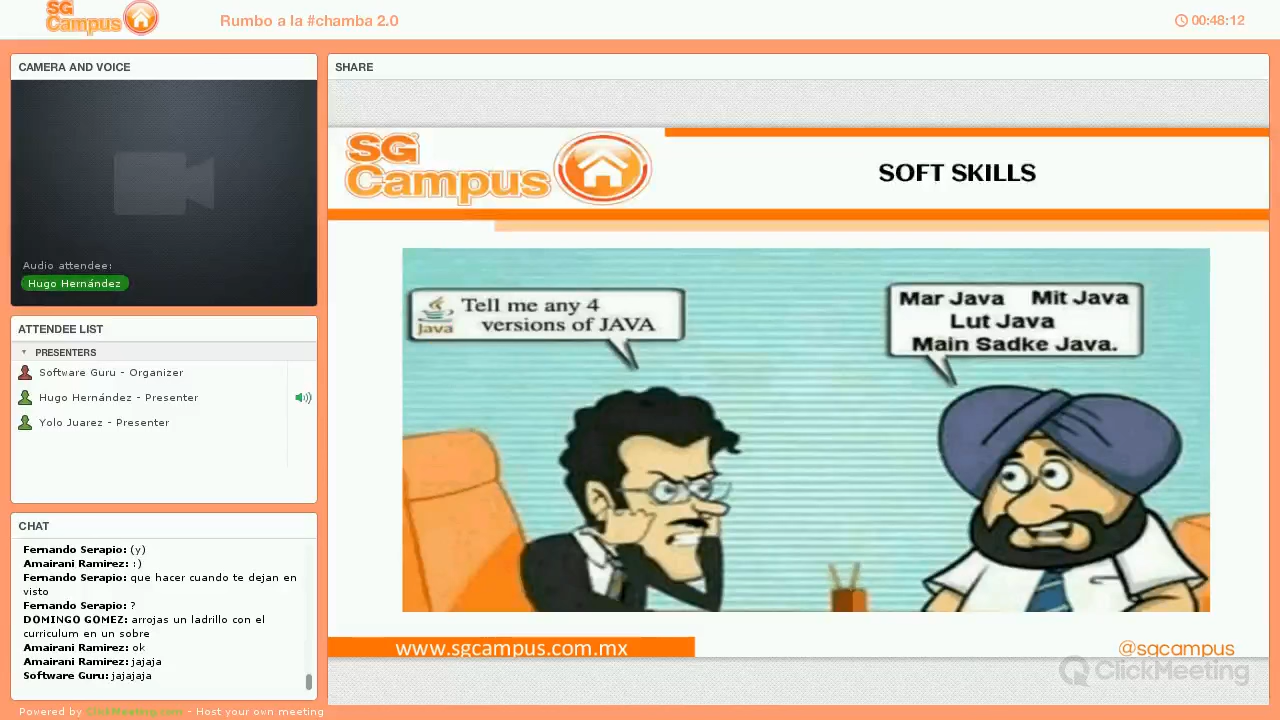 SG
Campus
Rumbo a la #chamba 2.0
00:48:12
CAMERA AND VOICE
Audio attendee:
Hugo Hernández
ATTENDEE LIST
PRESENTERS
Software Guru - Organizer
Hugo Hernández - Presenter
Yolo Juarez - Presenter
CHAT
Fernando Serapio: (y)
Amairani Ramirez: :)
Fernando Serapio: que hacer cuando te dejan en
visto
Fernando Serapio: ?
DOMINGO GOMEZ: arrojas un ladrillo con el
curriculum en un sobre
Amairani Ramirez: ok
Amairani Ramirez: jajaja
Software Guru: jajajaja
Powered by ClickMeeting.com - Host your own meeting
SHARE
SG
Campus
SOFT SKILLS
Java
Tell me any 4
versions of JAVA
Mar Java Mit Java
Lut Java
Main Sadke Java.
www.sgcampus.com.mx
@sgcampus
ClickMeeting